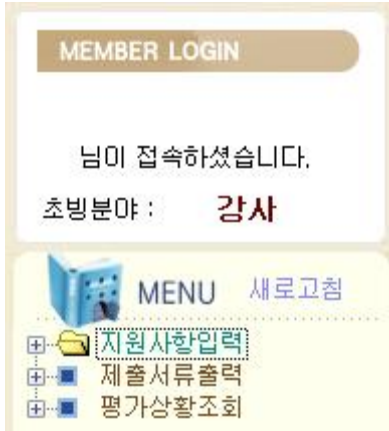 MEMBER LOGIN
님이 접속하셨습니다.
초빙분야 : 강사
MENU 새로고침
지원사항입력
제출서류출력
평가상황조회